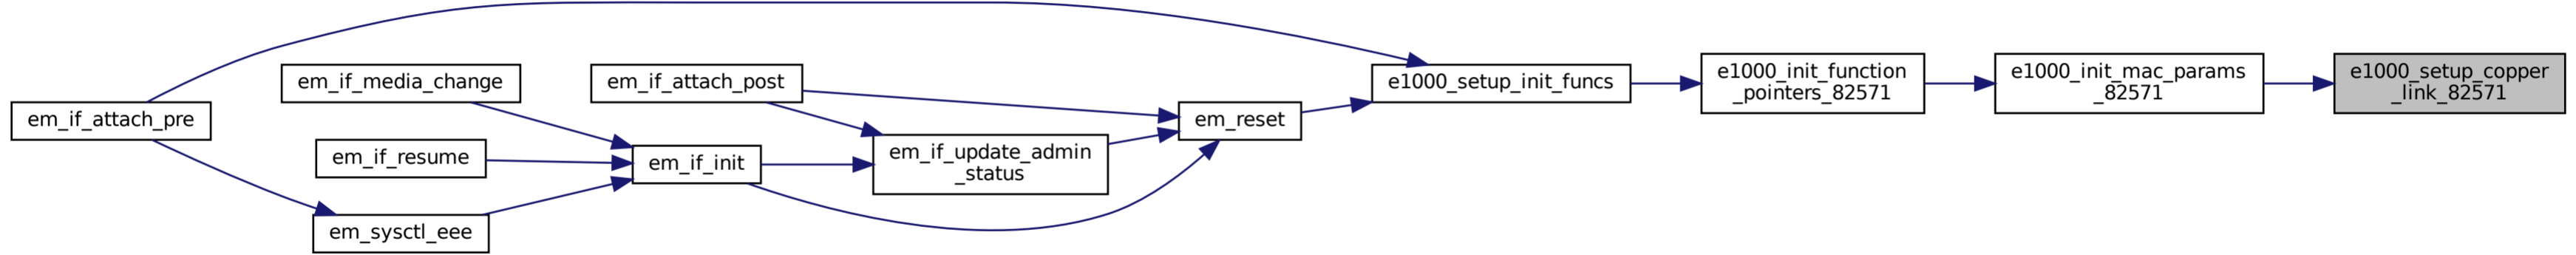 em_if_attach_pre
em_if_media_change
em_if_resume
em_sysctl_eee
em_if_attach_post
em_if_init
em_if_update_admin
_status
em_reset
e1000_setup_init_funcs
e1000_init_function
_pointers_82571
e1000_init_mac_params
_82571
e1000_setup_copper
_link_82571